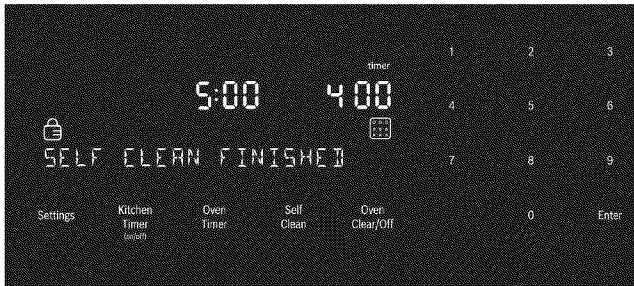 1 2 3
timer
5:00 4 00
4 5 6
SELF CLEAN FINISHED
7 8 9
Settings Kitchen Timer (on/off) Oven Timer Self Clean Oven Clear/Off 0 Enter